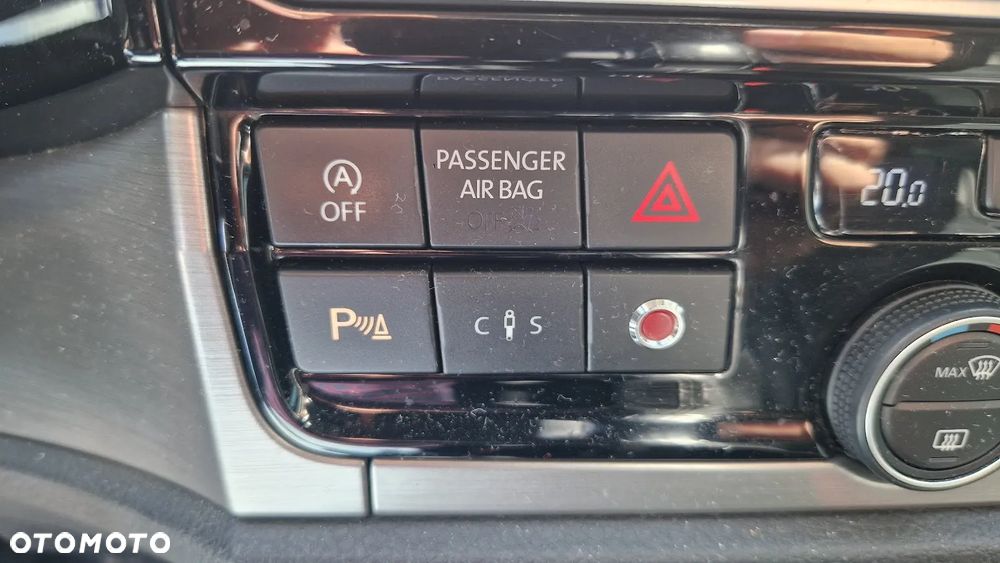 A
OFF
PASSENGER
AIR BAG
20.0
P
C S
MAX
OTOMOTO